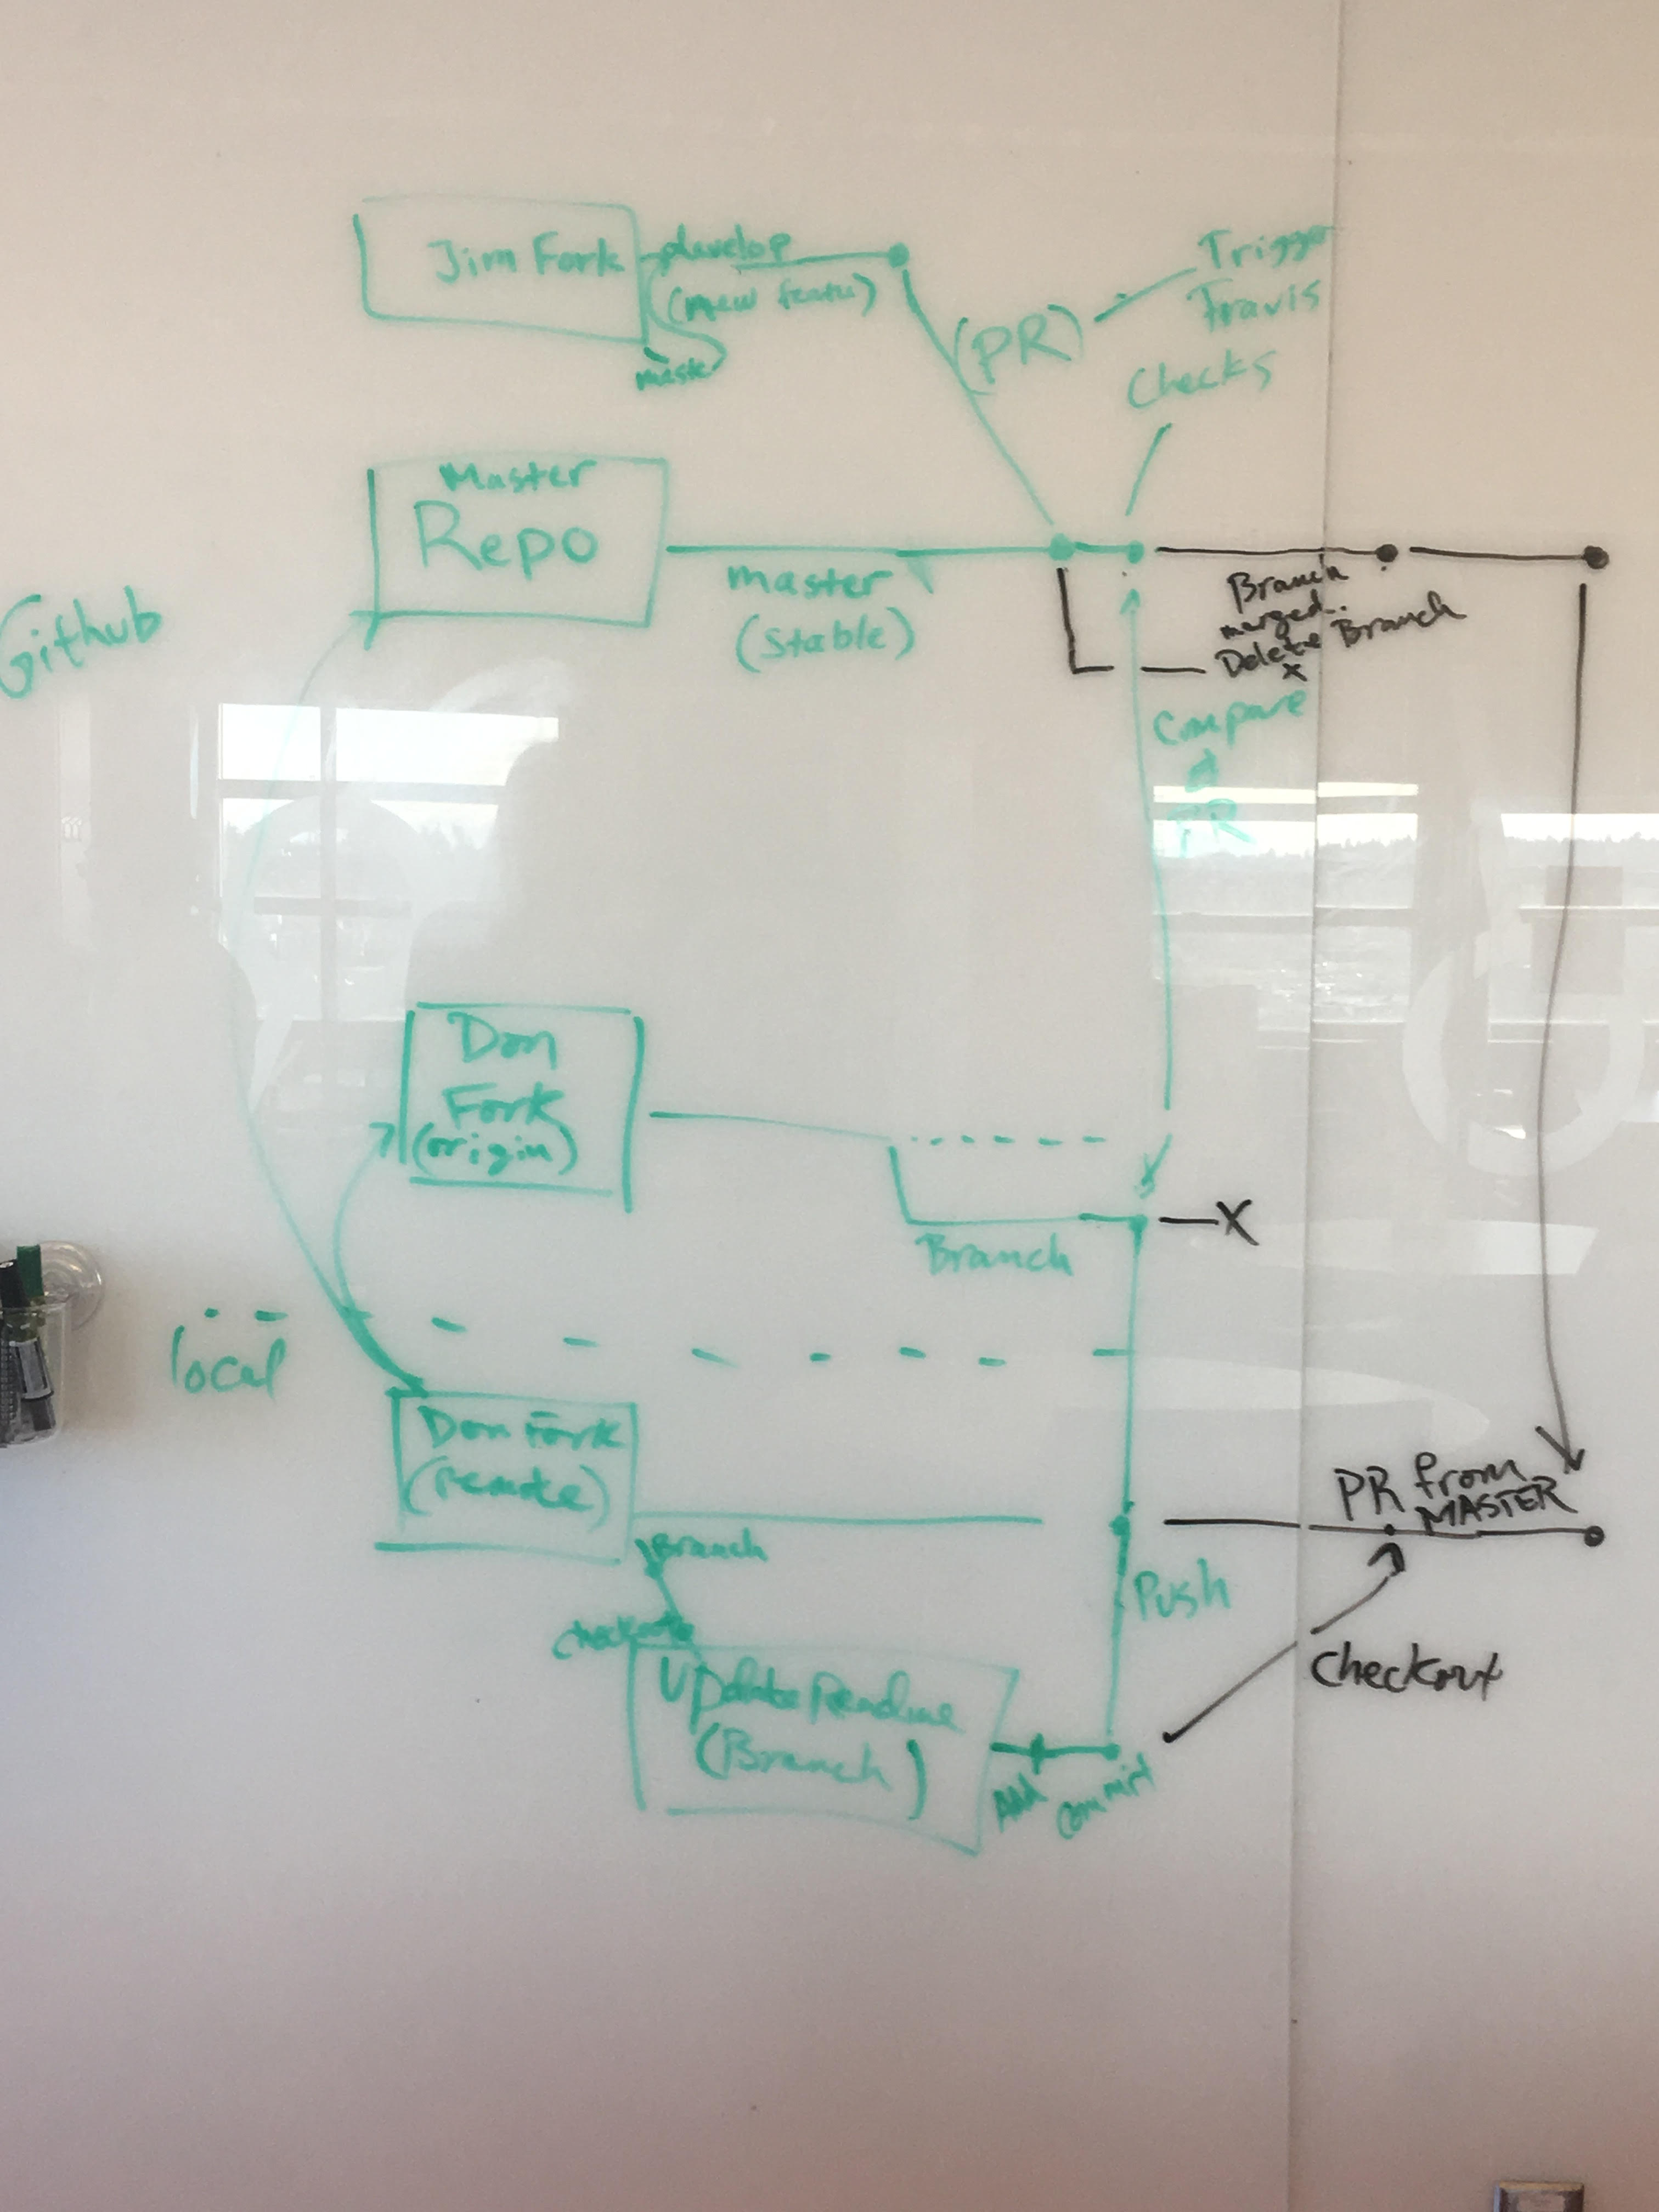 Jim Fork
develop
(new featu)
Trigger
Travis
(PR)
Checks
Master
Repo
master
(Stable)
Github
Branch
merged..
Delete Branch
x
Compare
PR
Don
Fork
(origin)
Branch
X
local
Don Fork
(remote)
PR from
MASTER
Branch
Push
Checkout
Update Readme
(Branch)
Add
Commit